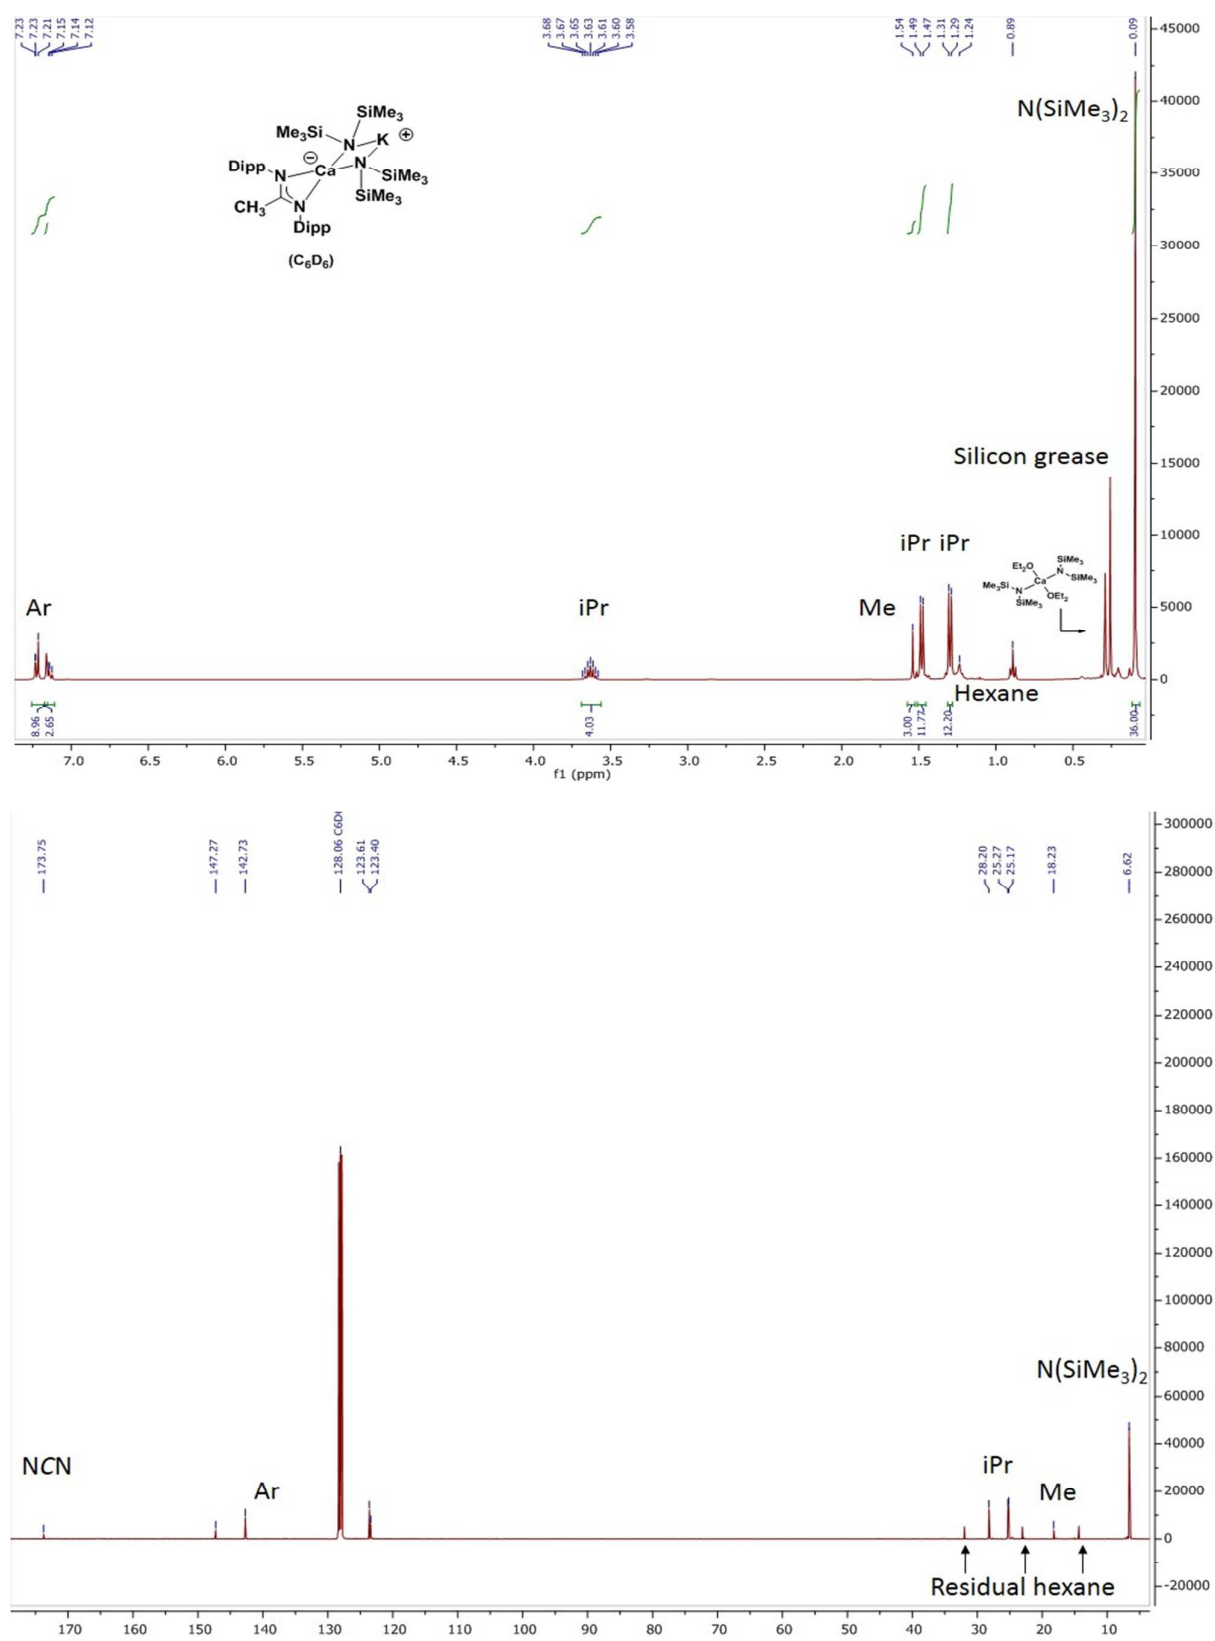 7.23
7.23
7.21
7.15
7.14
7.12
3.68
3.67
3.65
3.63
3.61
3.60
3.58
1.54
1.49
1.47
1.31
1.29
1.24
0.89
0.09
45000
40000
35000
30000
25000
20000
15000
10000
5000
0
SiMe3
Me3Si
N
K
⊕
⊖
Dipp
N
Ca
N
SiMe3
SiMe3
CH3
N
Dipp
(C6D6)
N(SiMe3)2
Silicon grease
iPr iPr
SiMe3
Et2O
N
SiMe3
Ca
Me3Si
N
OEt2
SiMe3
Ar
iPr
Me
Hexane
8.96
2.65
4.03
3.00
11.77
12.20
36.00
7.0 6.5 6.0 5.5 5.0 4.5 4.0 3.5 3.0 2.5 2.0 1.5 1.0 0.5
f1 (ppm)
173.75
147.27
142.73
128.06 C6D
123.61
123.40
28.20
25.27
25.17
18.23
6.62
300000
280000
260000
240000
220000
200000
180000
160000
140000
120000
100000
80000
60000
40000
20000
0
-20000
N(SiMe3)2
NCN
Ar
iPr
Me
Residual hexane
170 160 150 140 130 120 110 100 90 80 70 60 50 40 30 20 10